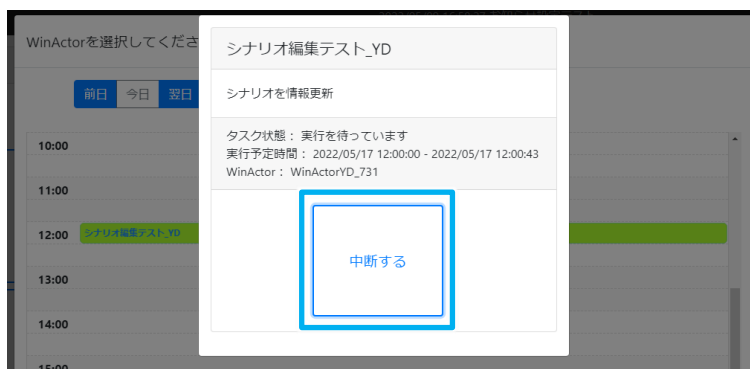 WinActorを選択してくださ
前日 今日 翌日
10:00
11:00
12:00 シナリオ編集テスト_YD
13:00
14:00
15:00
シナリオ編集テスト_YD
シナリオを情報更新
タスク状態： 実行を待っています
実行予定時間： 2022/05/17 12:00:00 - 2022/05/17 12:00:43
WinActor： WinActorYD_731
中断する